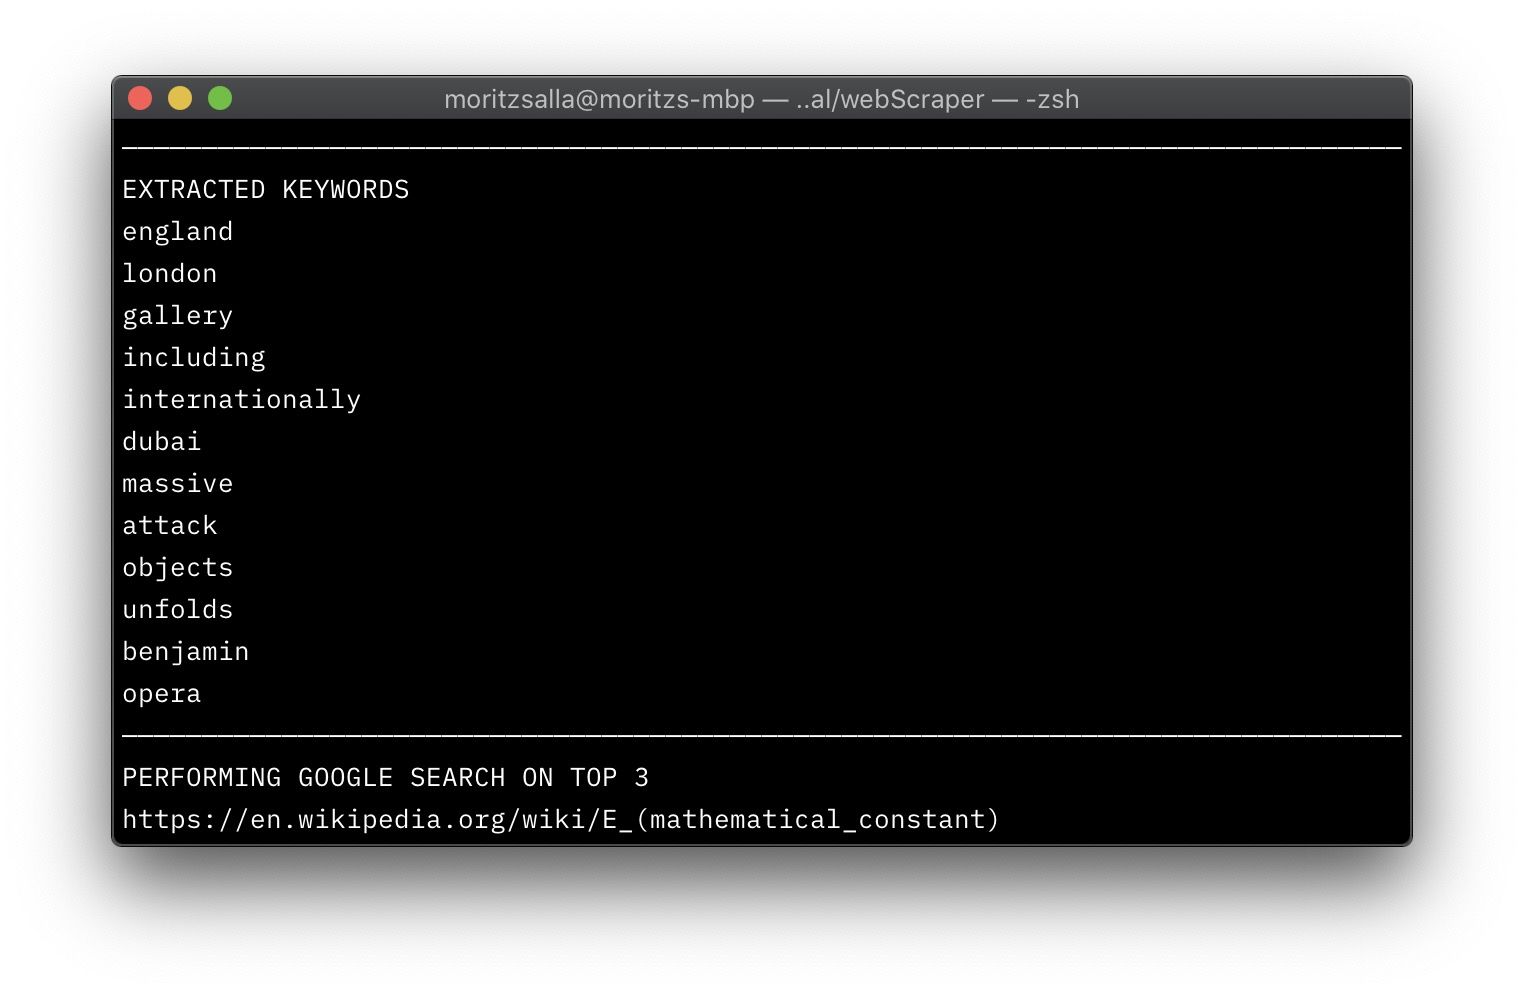 moritzsalla@moritzs-mbp — ..al/webScraper — -zsh
EXTRACTED KEYWORDS
england
london
gallery
including
internationally
dubai
massive
attack
objects
unfolds
benjamin
opera
PERFORMING GOOGLE SEARCH ON TOP 3
https://en.wikipedia.org/wiki/E_(mathematical_constant)